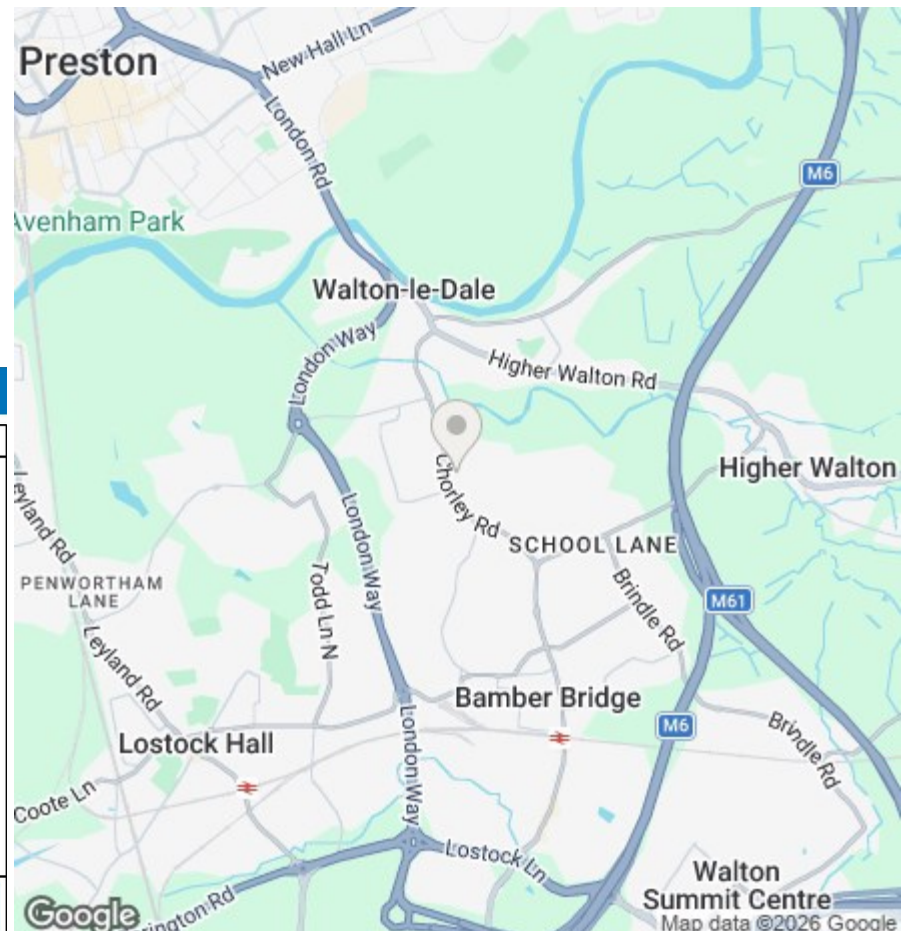 Preston
New Hall Ln
London Rd
M6
Avenham Park
Walton-le-Dale
London Way
Higher Walton Rd
Higher Walton
Chorley Rd
Leyland Rd
London Way
SCHOOL LANE
PENWORTHAM
LANE
Todd Ln N
Brindle Rd
M61
Leyland Rd
Bamber Bridge
M6
Brindle Rd
Lostock Hall
London Way
Coote Ln
Lostock Ln
Walton
Summit Centre
rington Rd
Google
Map data ©2026 Google